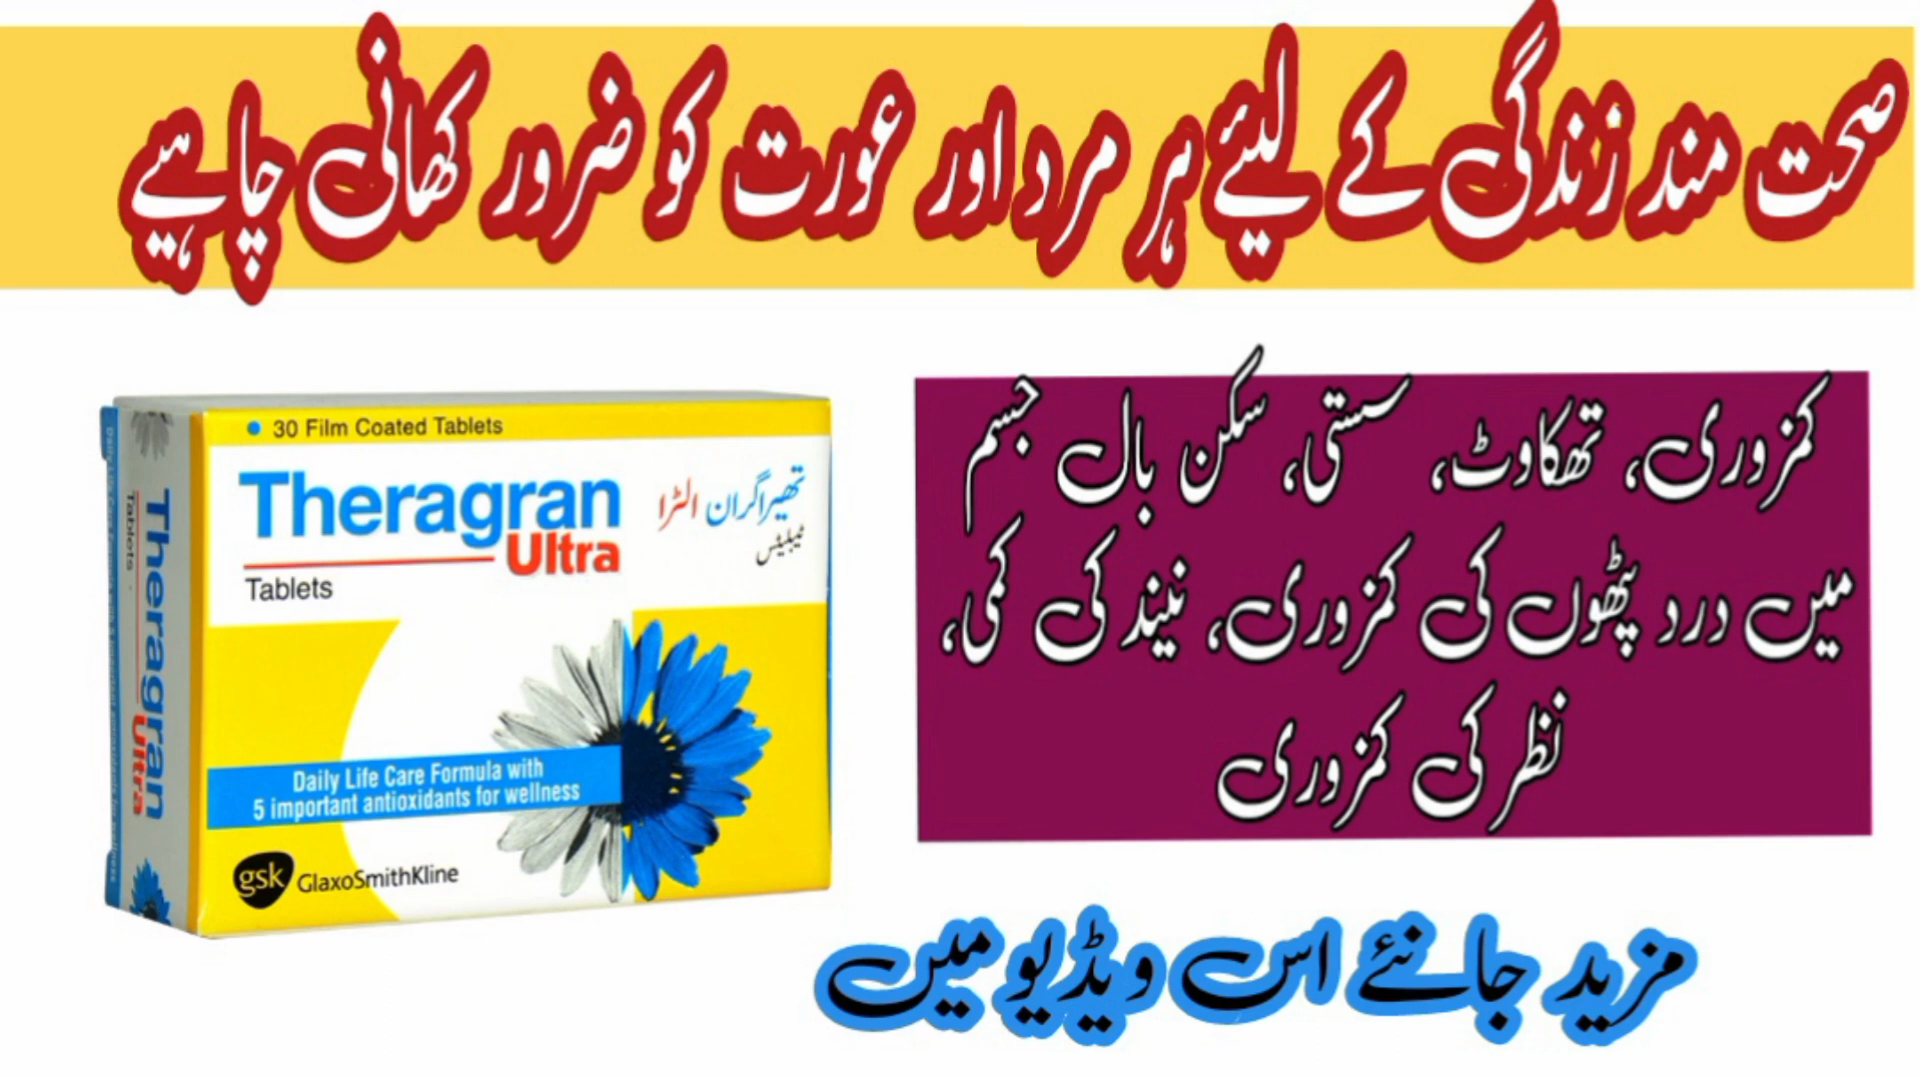 صحت مند زندگی کے لیئے ہر مرد اور عورت کو ضرور کھانی چاہیے
30 Film Coated Tablets
Theragran
Ultra
Tablets
تھیراگران الٹرا
ٹیبلیٹس
Daily Life Care Formula with
5 important antioxidants for wellness
gsk GlaxoSmithKline
Theragran
Ultra
Tablets
کمزوری، تھکاوٹ، سستی، سکن بال جسم
میں درد پٹھوں کی کمزوری، نیند کی کمی،
نظر کی کمزوری
مزید جانئے اس ویڈیو میں